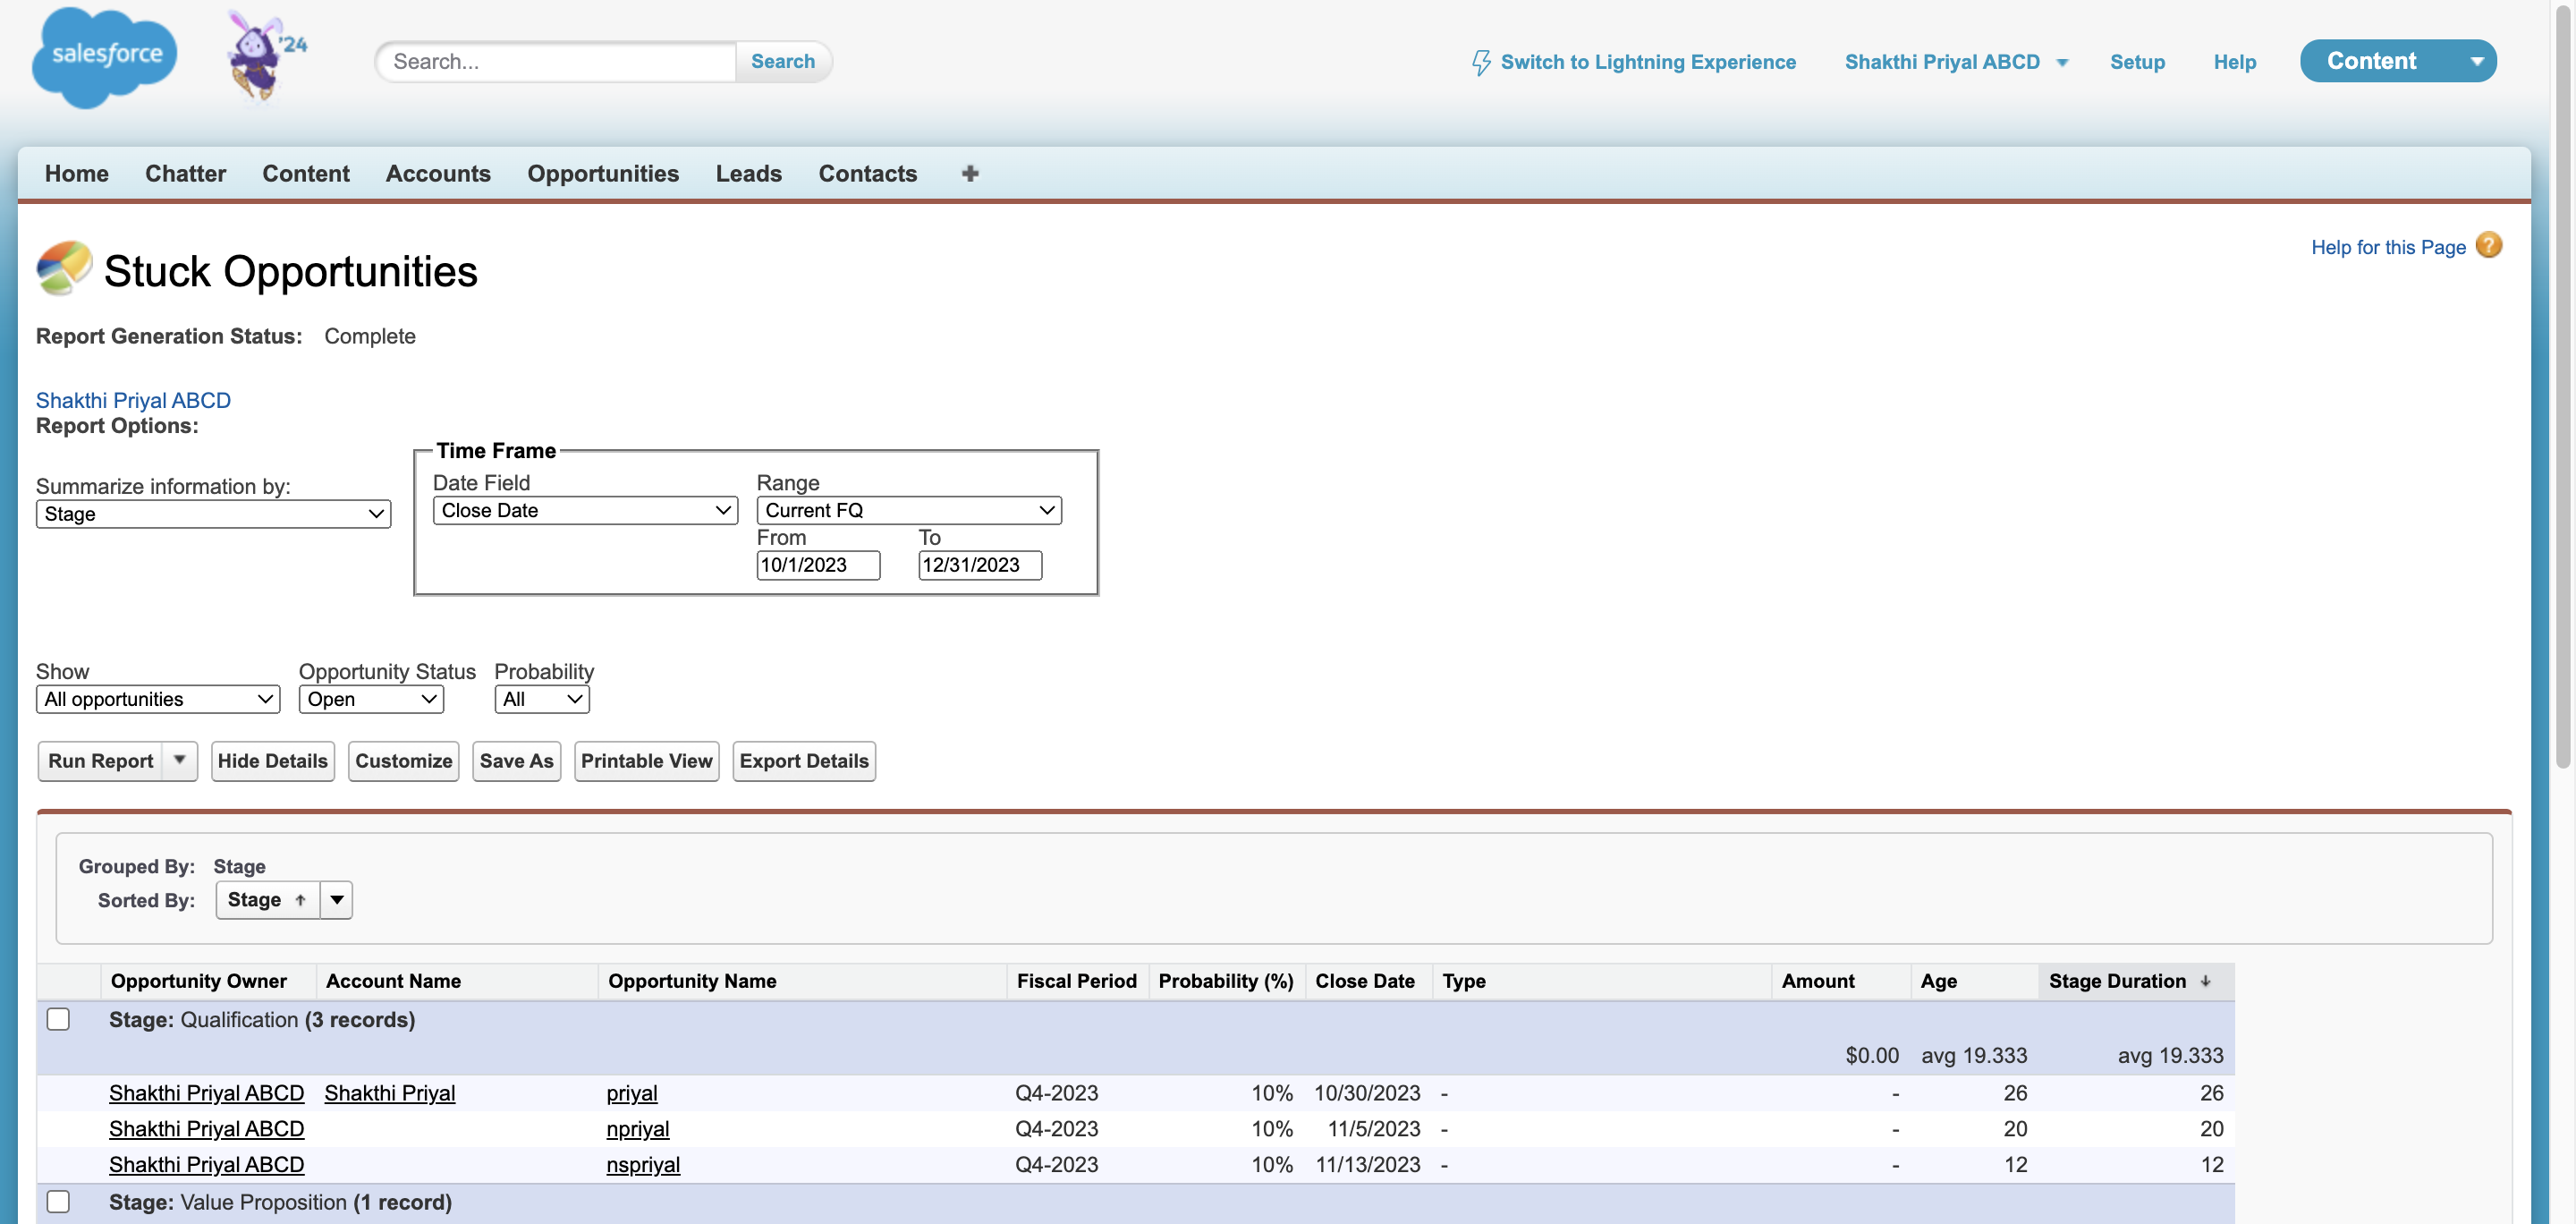 salesforce
'24
Search...
Search
Switch to Lightning Experience
Shakthi Priyal ABCD
Setup
Help
Content
Home Chatter Content Accounts Opportunities Leads Contacts +
Stuck Opportunities
Help for this Page ?
Report Generation Status: Complete
Shakthi Priyal ABCD
Report Options:
Summarize information by:
Stage
Time Frame
Date Field Range
Close Date Current FQ
From To
10/1/2023 12/31/2023
Show Opportunity Status Probability
All opportunities Open All
Run Report Hide Details Customize Save As Printable View Export Details
Grouped By: Stage
Sorted By: Stage ↑
Opportunity Owner Account Name Opportunity Name Fiscal Period Probability (%) Close Date Type Amount Age Stage Duration ↓
Stage: Qualification (3 records)
$0.00 avg 19.333 avg 19.333
Shakthi Priyal ABCD Shakthi Priyal priyal Q4-2023 10% 10/30/2023 - - 26 26
Shakthi Priyal ABCD npriyal Q4-2023 10% 11/5/2023 - - 20 20
Shakthi Priyal ABCD nspriyal Q4-2023 10% 11/13/2023 - - 12 12
Stage: Value Proposition (1 record)